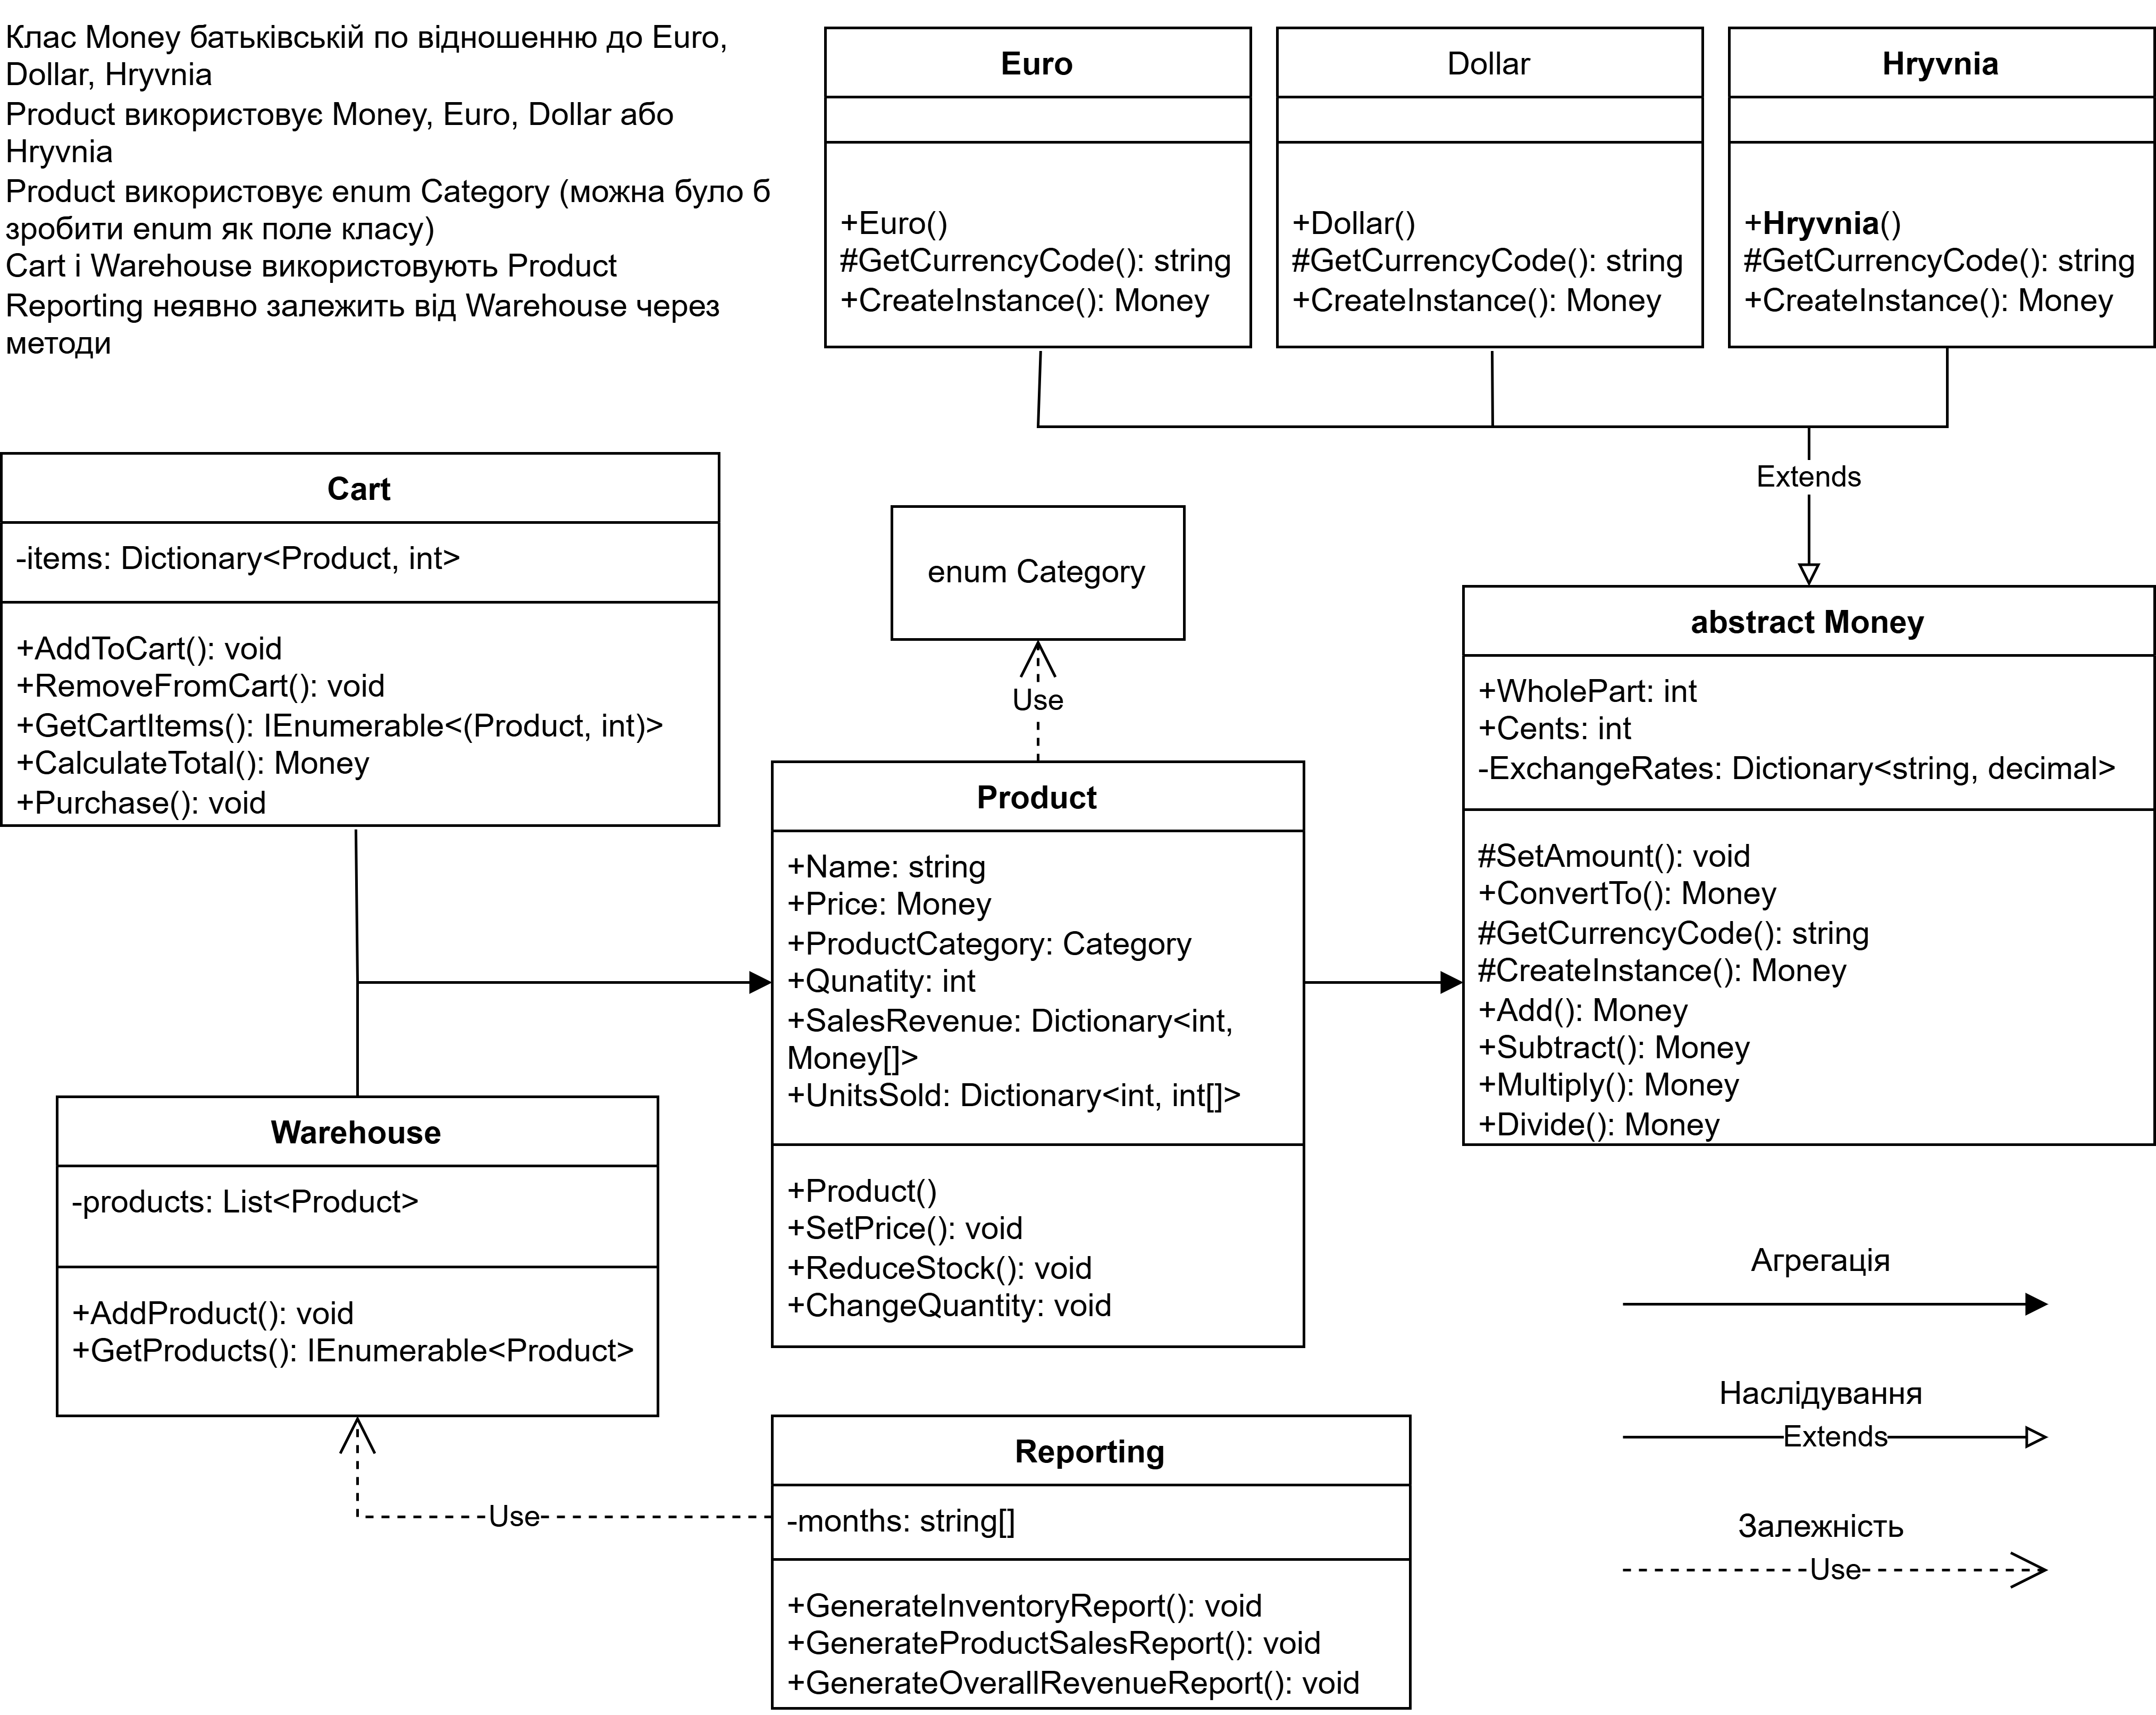 Клас Money батьківській по відношенню до Euro,
Dollar, Hryvnia
Product використовує Money, Euro, Dollar або
Hryvnia
Product використовує enum Category (можна було б
зробити enum як поле класу)
Cart і Warehouse використовують Product
Reporting неявно залежить від Warehouse через
методи
Euro
+Euro()
#GetCurrencyCode(): string
+CreateInstance(): Money
Dollar
+Dollar()
#GetCurrencyCode(): string
+CreateInstance(): Money
Hryvnia
+Hryvnia()
#GetCurrencyCode(): string
+CreateInstance(): Money
Extends
Cart
-items: Dictionary<Product, int>
+AddToCart(): void
+RemoveFromCart(): void
+GetCartItems(): IEnumerable<(Product, int)>
+CalculateTotal(): Money
+Purchase(): void
enum Category
Use
abstract Money
+WholePart: int
+Cents: int
-ExchangeRates: Dictionary<string, decimal>
#SetAmount(): void
+ConvertTo(): Money
#GetCurrencyCode(): string
#CreateInstance(): Money
+Add(): Money
+Subtract(): Money
+Multiply(): Money
+Divide(): Money
Product
+Name: string
+Price: Money
+ProductCategory: Category
+Qunatity: int
+SalesRevenue: Dictionary<int,
Money[]>
+UnitsSold: Dictionary<int, int[]>
+Product()
+SetPrice(): void
+ReduceStock(): void
+ChangeQuantity: void
Warehouse
-products: List<Product>
+AddProduct(): void
+GetProducts(): IEnumerable<Product>
Use
Reporting
-months: string[]
+GenerateInventoryReport(): void
+GenerateProductSalesReport(): void
+GenerateOverallRevenueReport(): void
Агрегація
Наслідування
Extends
Залежність
Use